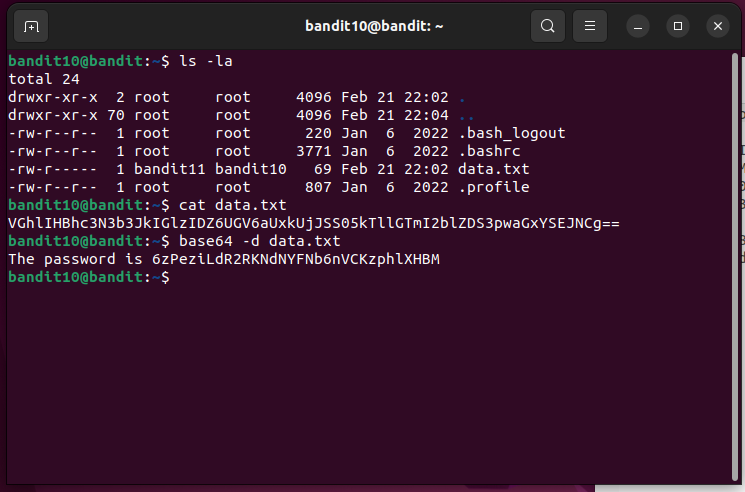 bandit10@bandit: ~
bandit10@bandit:~$ ls -la
total 24
drwxr-xr-x  2 root     root     4096 Feb 21 22:02 .
drwxr-xr-x 70 root     root     4096 Feb 21 22:04 ..
-rw-r--r--  1 root     root      220 Jan  6  2022 .bash_logout
-rw-r--r--  1 root     root     3771 Jan  6  2022 .bashrc
-rw-r-----  1 bandit11 bandit10   69 Feb 21 22:02 data.txt
-rw-r--r--  1 root     root      807 Jan  6  2022 .profile
bandit10@bandit:~$ cat data.txt
VGhlIHBhc3N3b3JkIGlzIDZ6UGV6aUxkUjJSS05kTllGTmI2blZDS3pwaGxYSEJNCg==
bandit10@bandit:~$ base64 -d data.txt
The password is 6zPeziLdR2RKNdNYFNb6nVCKzphlXHBM
bandit10@bandit:~$